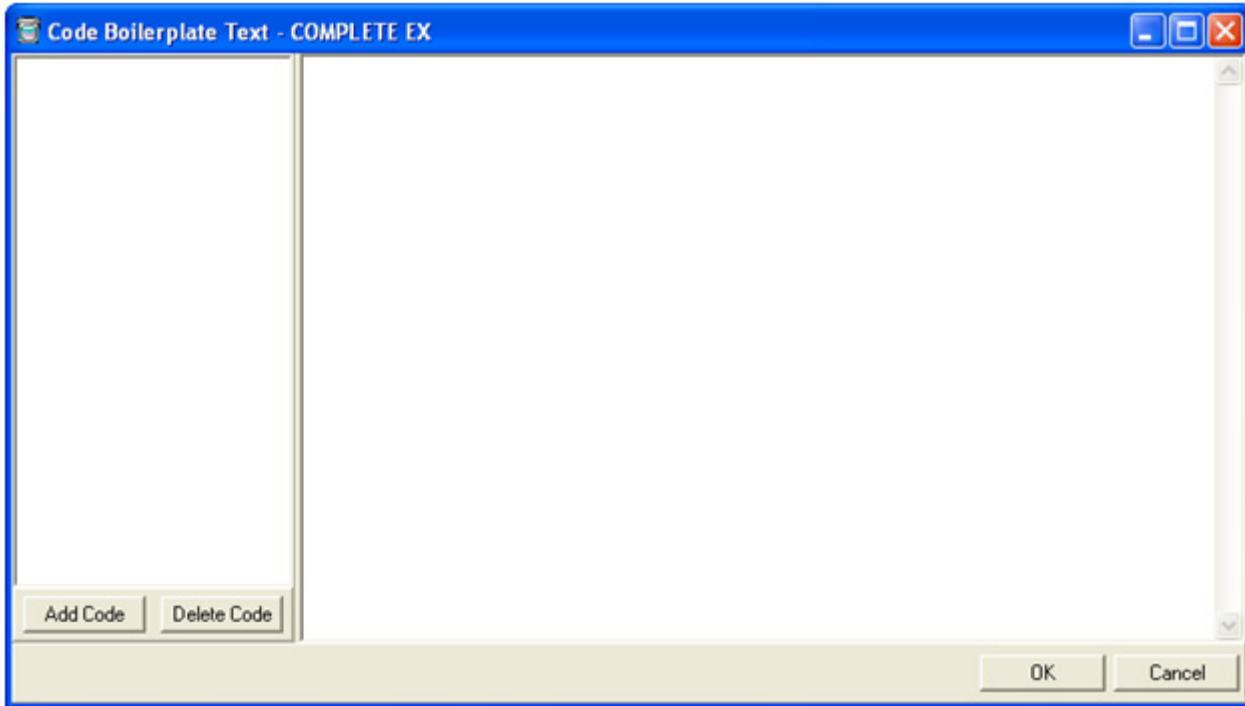 Code Boilerplate Text - COMPLETE EX
Add Code
Delete Code
OK
Cancel